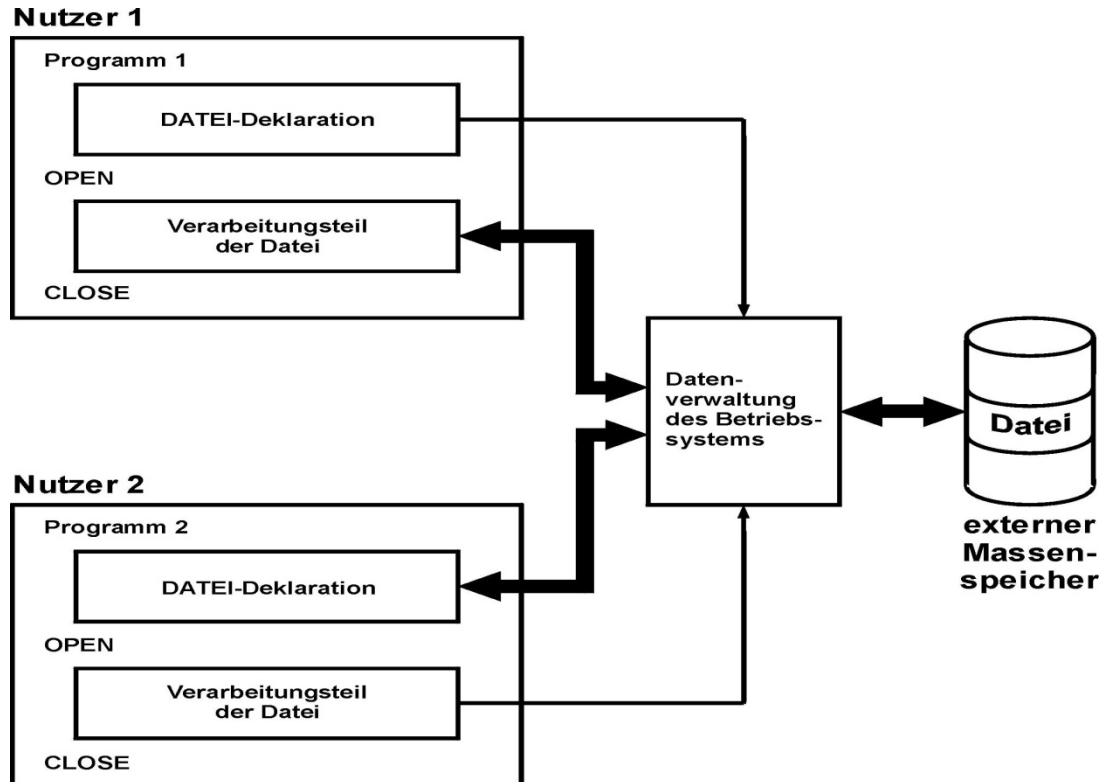 Nutzer 1
Programm 1
DATEI-Deklaration
OPEN
Verarbeitungsteil
der Datei
CLOSE
Daten-
verwaltung
des Betriebs-
systems
Datei
externer
Massen-
speicher
Nutzer 2
Programm 2
DATEI-Deklaration
OPEN
Verarbeitungsteil
der Datei
CLOSE